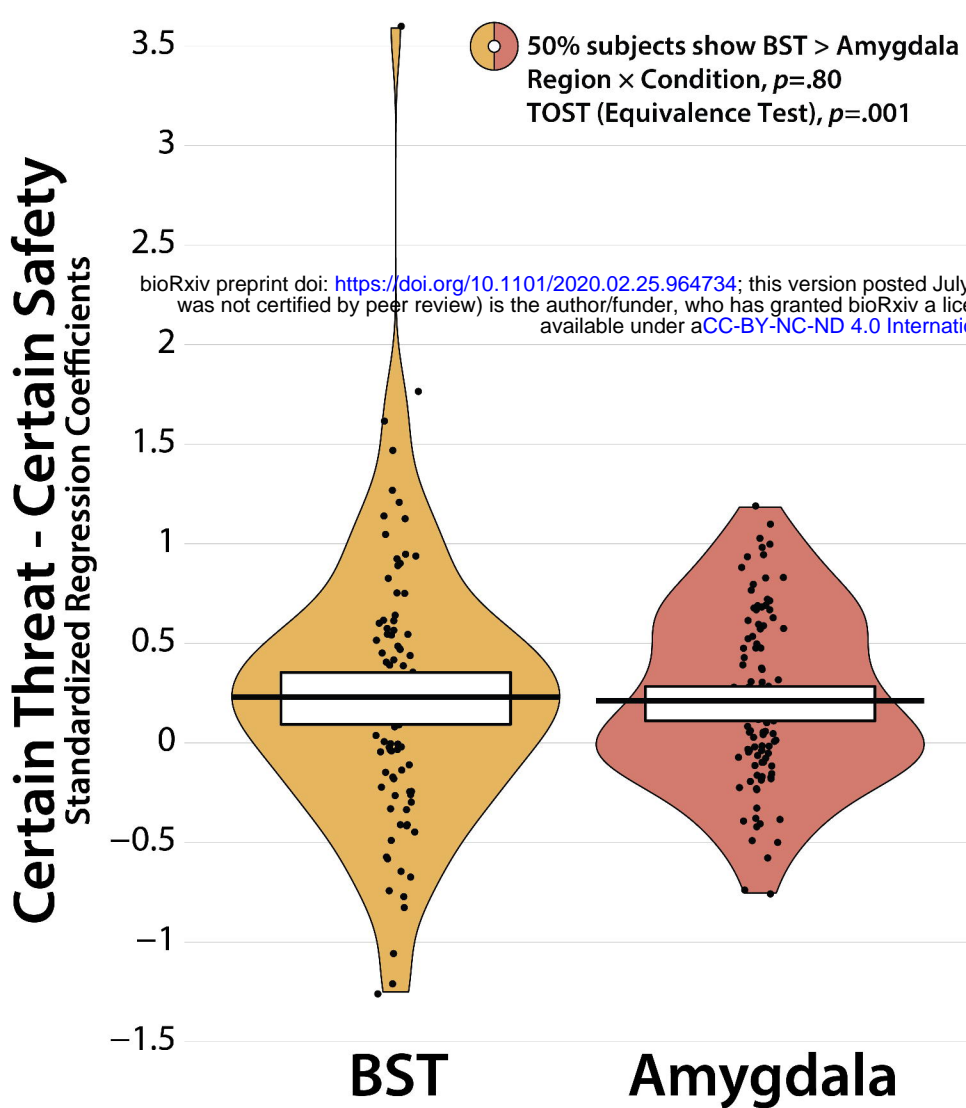 50% subjects show BST > Amygdala
Region × Condition, p=.80
TOST (Equivalence Test), p=.001
Certain Threat - Certain Safety
Standardized Regression Coefficients
3.5
3
2.5
2
1.5
1
0.5
0
−0.5
−1
−1.5
bioRxiv preprint doi: https://doi.org/10.1101/2020.02.25.964734; this version posted July
was not certified by peer review) is the author/funder, who has granted bioRxiv a lice
available under aCC-BY-NC-ND 4.0 Internatio
BST
Amygdala